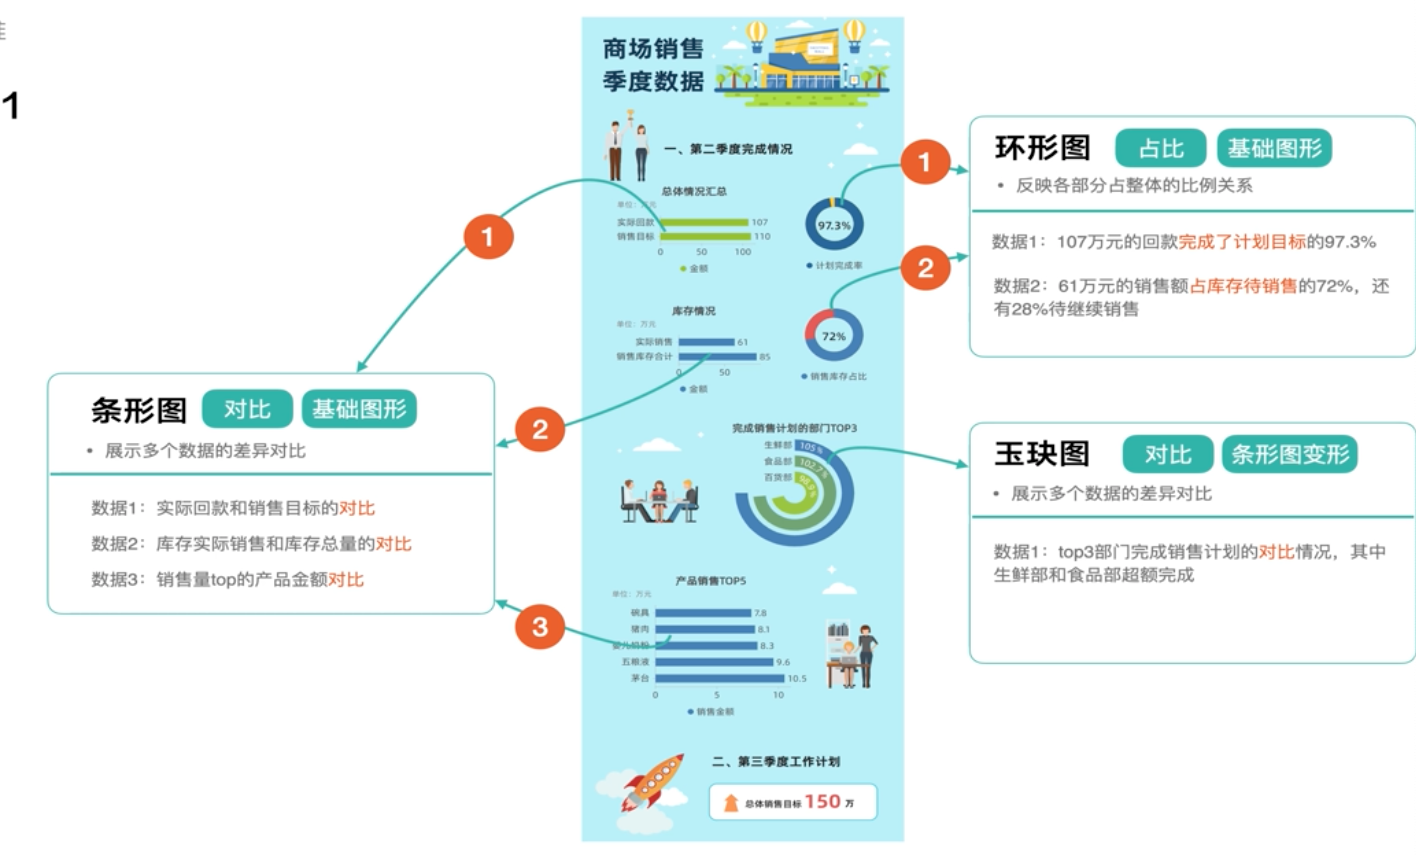 1
商场销售
季度数据
一、第二季度完成情况
总体情况汇总
单位：万元
实际回款 107
销售目标 110
0 50 100
金额
97.3%
计划完成率
库存情况
单位：万元
实际销售 61
销售库存合计 85
0 50
金额
72%
销售库存占比
完成销售计划的部门TOP3
生鲜部 105%
食品部 102.7%
百货部
产品销售TOP5
单位：万元
碗具 7.8
猪肉 8.1
婴儿奶粉 8.3
五粮液 9.6
茅台 10.5
0 5 10
销售金额
二、第三季度工作计划
总体销售目标 150 万
1
2
3
条形图 对比 基础图形
• 展示多个数据的差异对比
数据1：实际回款和销售目标的对比
数据2：库存实际销售和库存总量的对比
数据3：销售量top的产品金额对比
1
2
环形图 占比 基础图形
• 反映各部分占整体的比例关系
数据1：107万元的回款完成了计划目标的97.3%
数据2：61万元的销售额占库存待销售的72%，还
有28%待继续销售
玉玦图 对比 条形图变形
• 展示多个数据的差异对比
数据1：top3部门完成销售计划的对比情况，其中
生鲜部和食品部超额完成